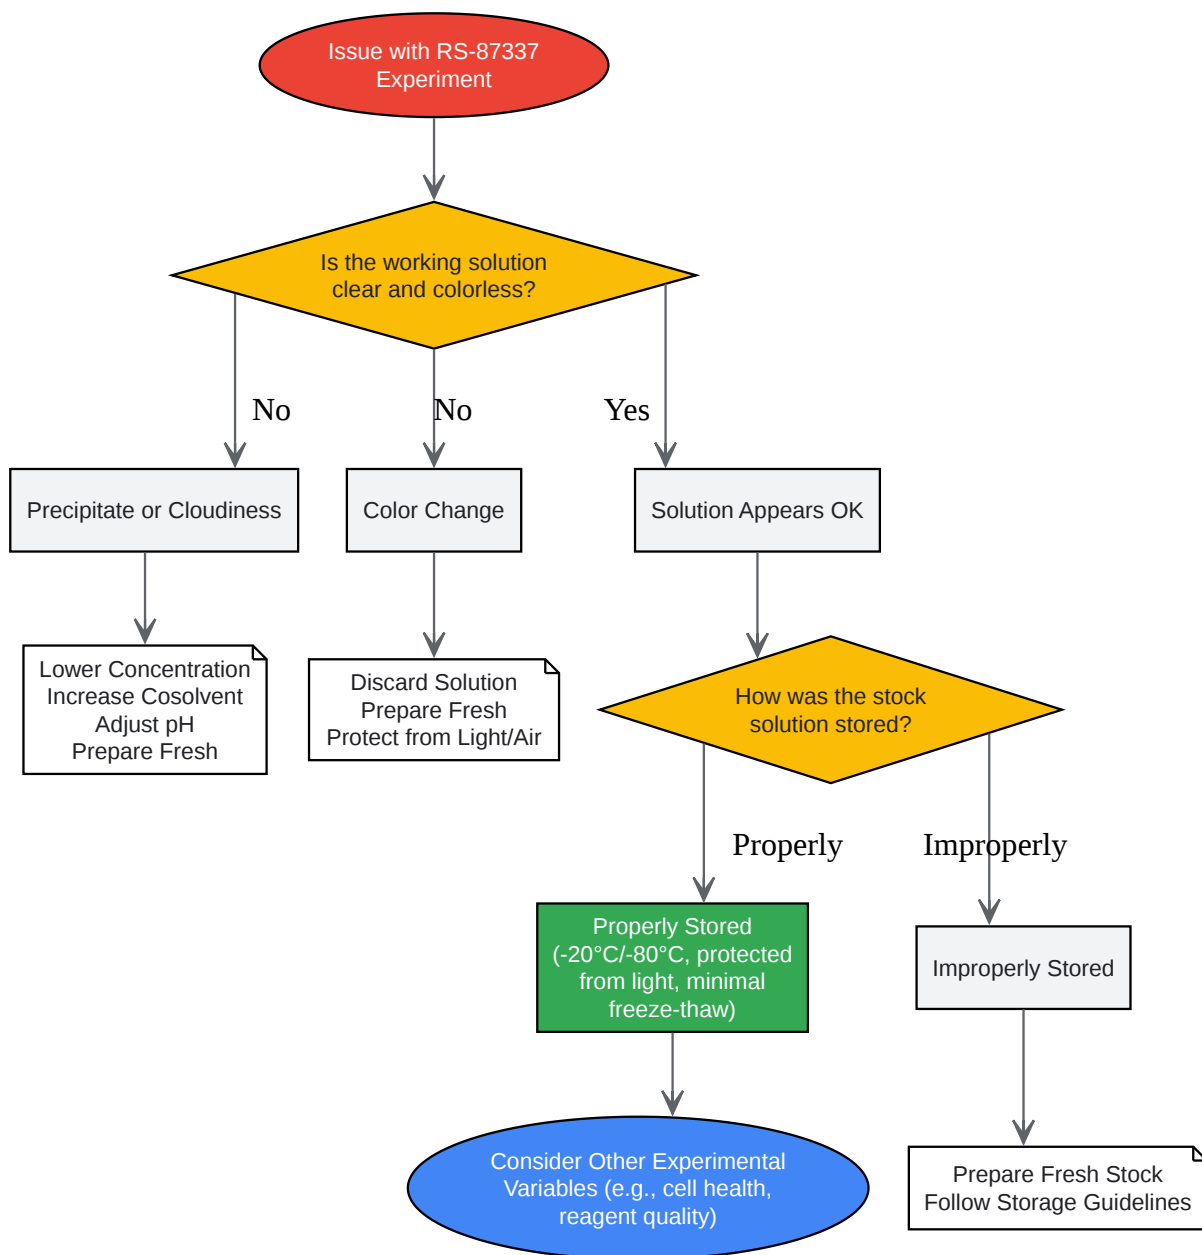 Issue with RS-87337
Experiment
Is the working solution
clear and colorless?
No
No
Yes
Precipitate or Cloudiness
Color Change
Solution Appears OK
Lower Concentration
Increase Cosolvent
Adjust pH
Prepare Fresh
Discard Solution
Prepare Fresh
Protect from Light/Air
How was the stock
solution stored?
Properly
Improperly
Properly Stored
(-20°C/-80°C, protected
from light, minimal
freeze-thaw)
Improperly Stored
Consider Other Experimental
Variables (e.g., cell health,
reagent quality)
Prepare Fresh Stock
Follow Storage Guidelines